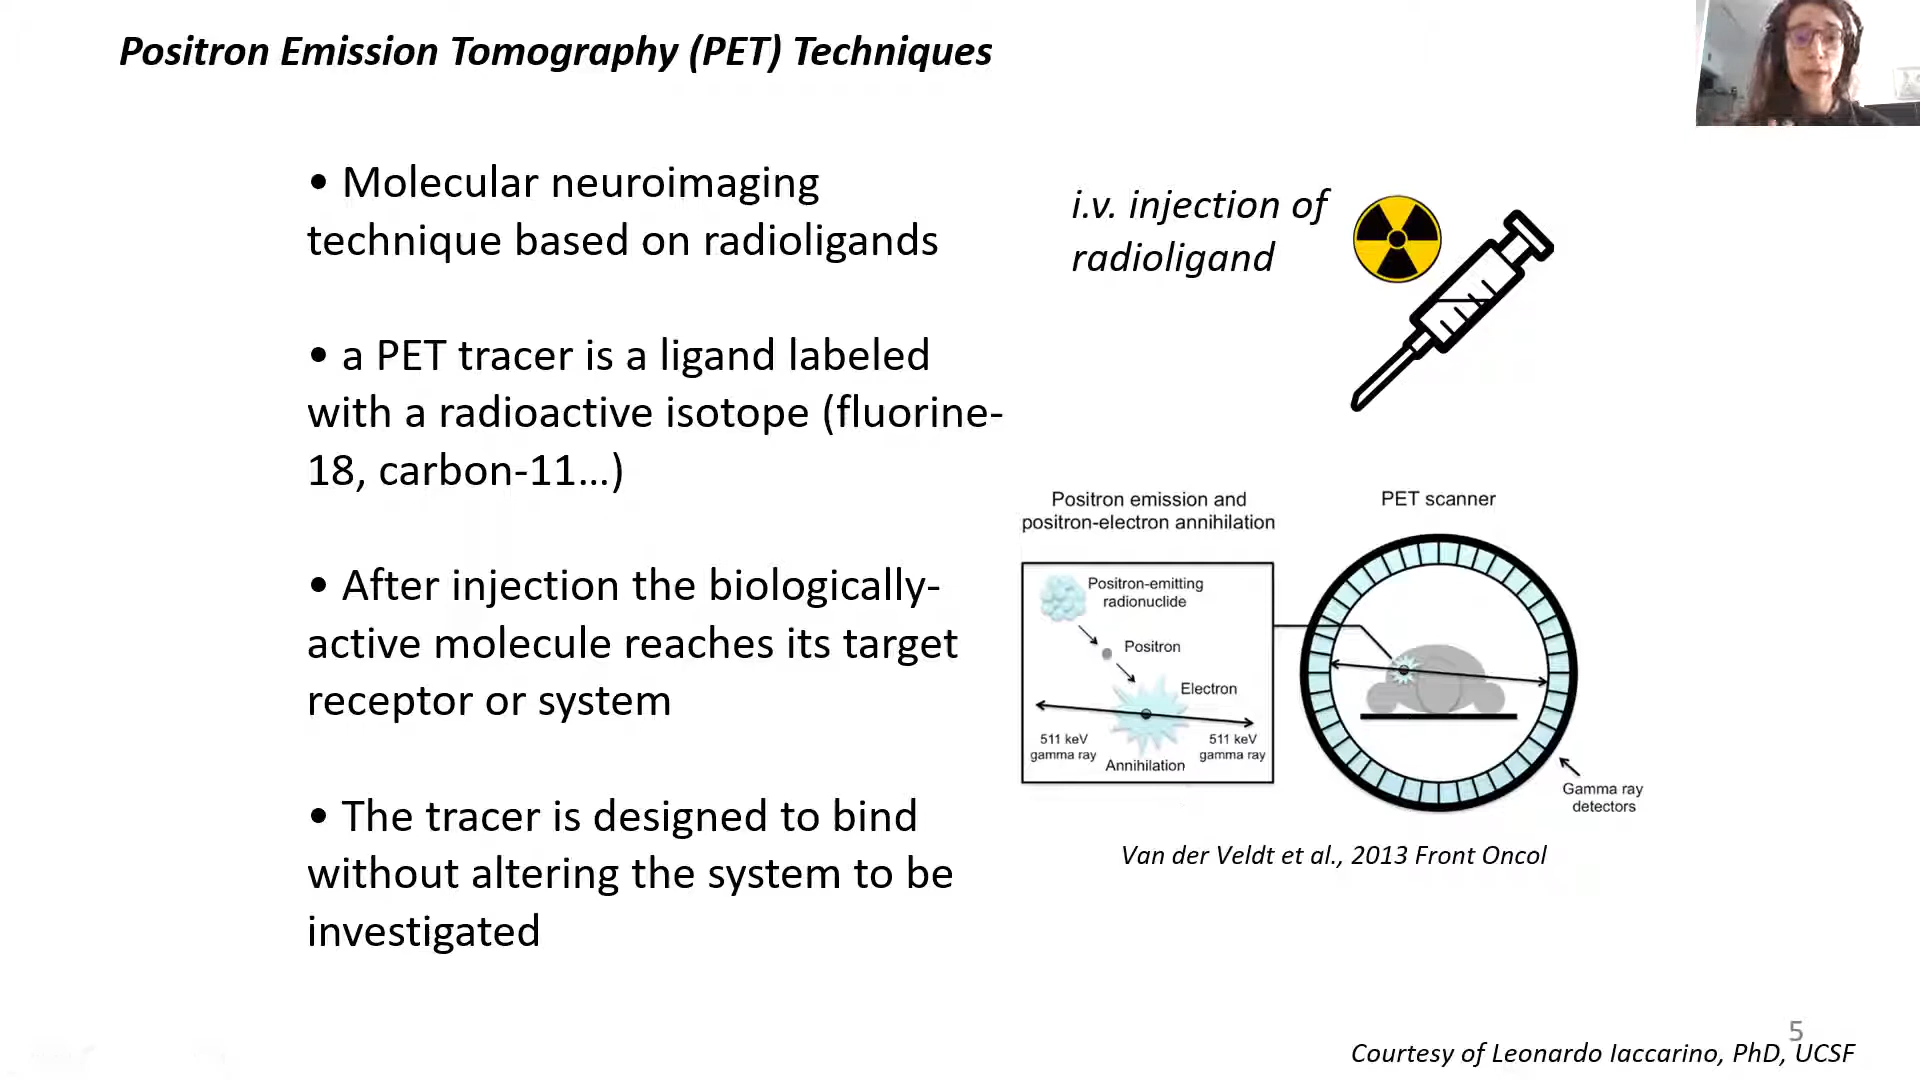 Positron Emission Tomography (PET) Techniques
• Molecular neuroimaging
technique based on radioligands
• a PET tracer is a ligand labeled
with a radioactive isotope (fluorine-
18, carbon-11...)
• After injection the biologically-
active molecule reaches its target
receptor or system
• The tracer is designed to bind
without altering the system to be
investigated
i.v. injection of
radioligand
Positron emission and
positron-electron annihilation
PET scanner
Positron-emitting
radionuclide
Positron
Electron
511 keV
gamma ray
511 keV
gamma ray
Annihilation
Gamma ray
detectors
Van der Veldt et al., 2013 Front Oncol
5
Courtesy of Leonardo Iaccarino, PhD, UCSF